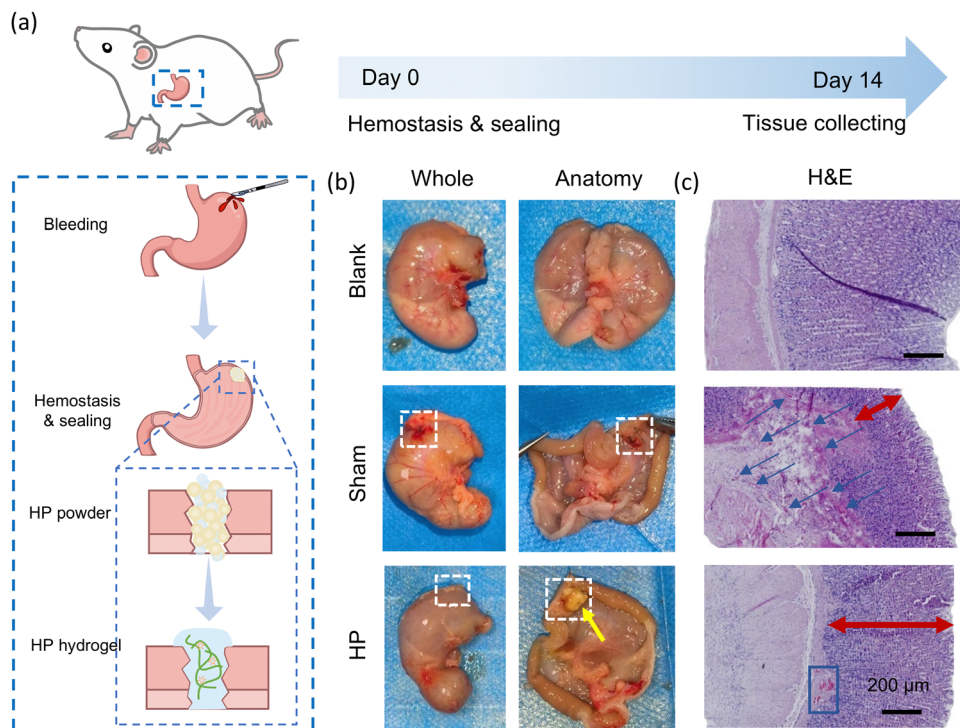 (a)
Day 0
Day 14
Hemostasis & sealing
Tissue collecting
Bleeding
Hemostasis
& sealing
HP powder
HP hydrogel
(b)
Whole
Anatomy
Blank
Sham
HP
(c)
H&E
200 μm